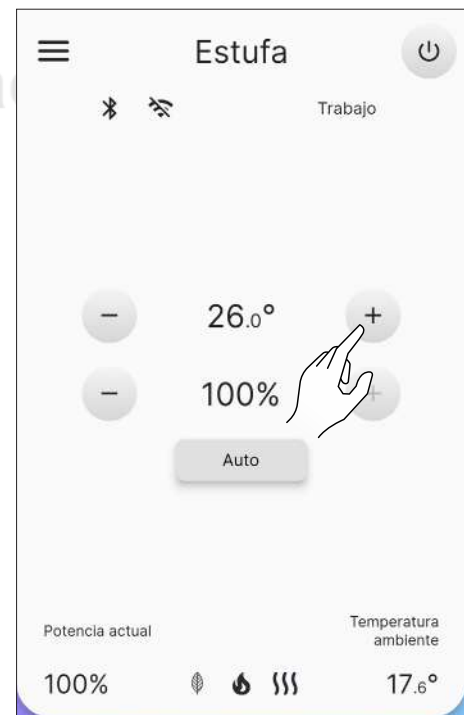 Estufa
Trabajo
26.0°
100%
Auto
Potencia actual
Temperatura
ambiente
100%
17.6°